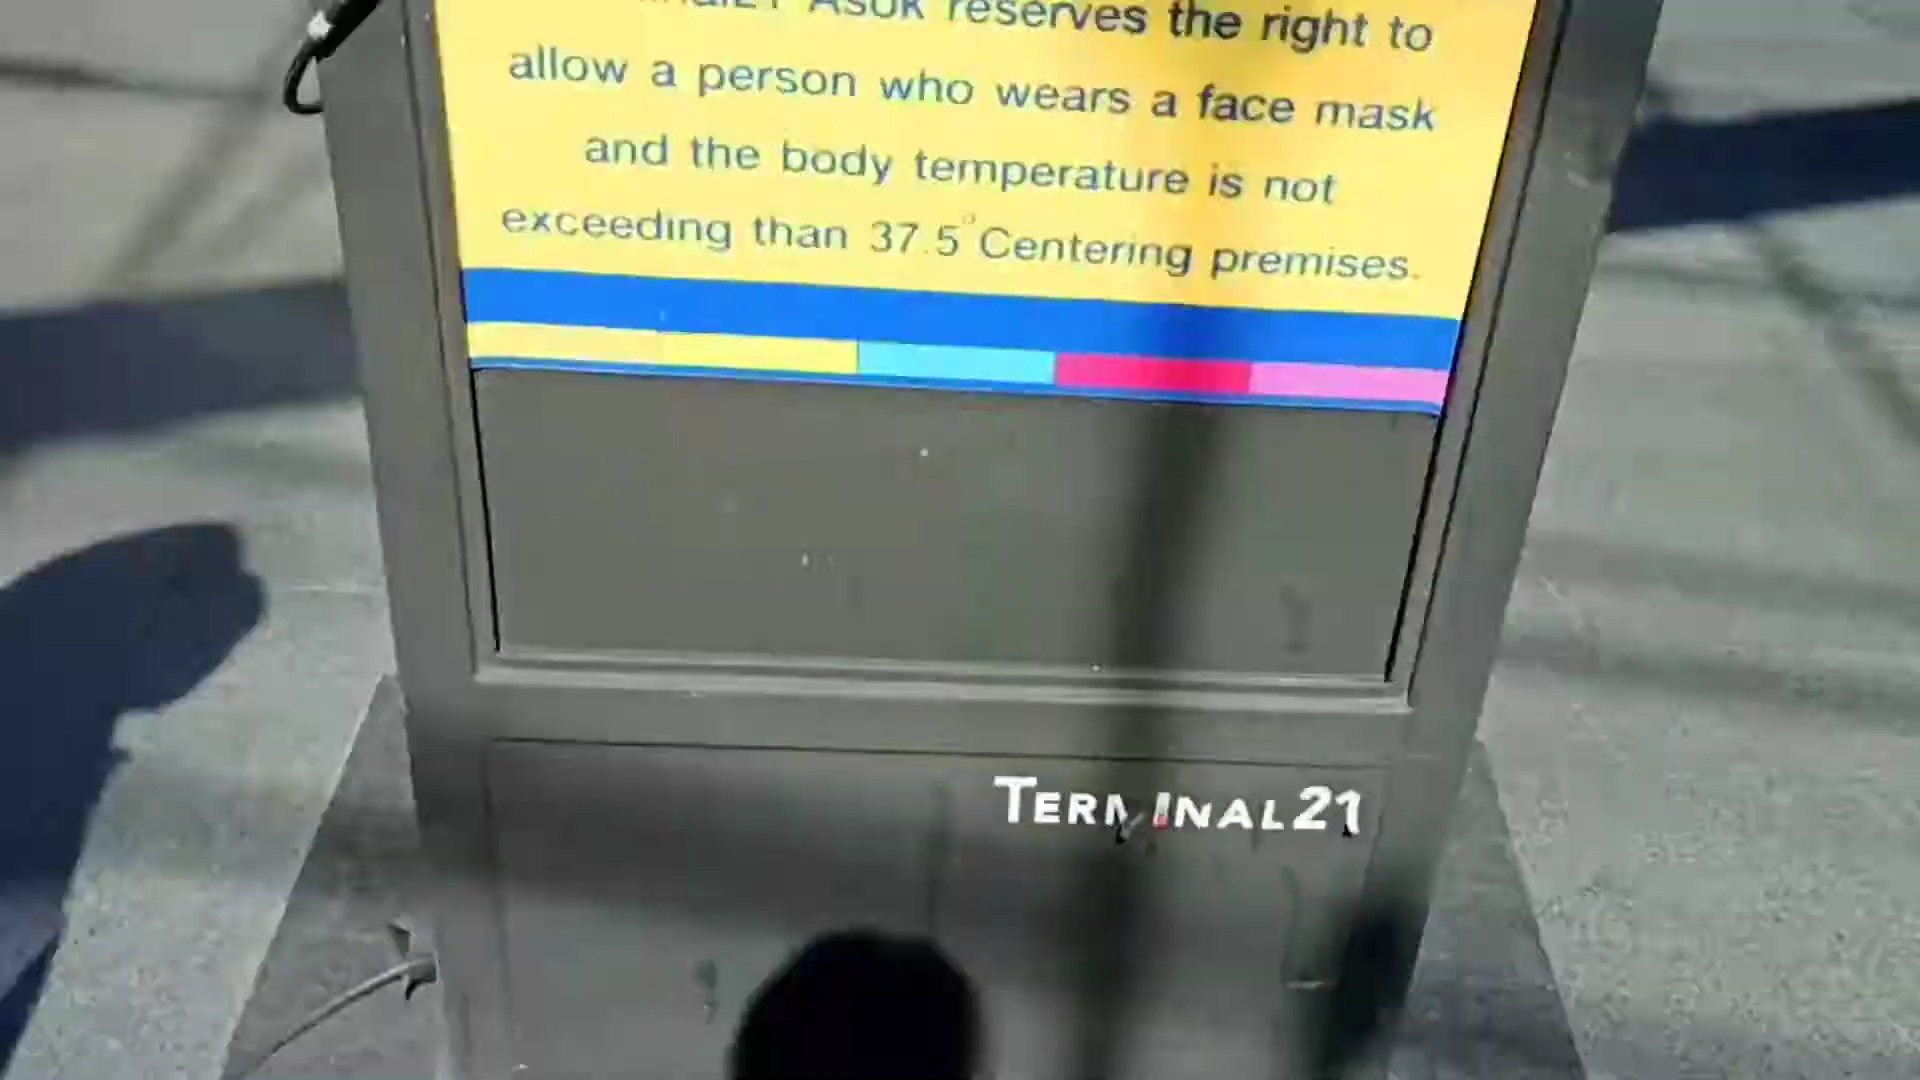 Asok reserves the right to
allow a person who wears a face mask
and the body temperature is not
exceeding than 37.5°Centering premises.
TERMINAL21